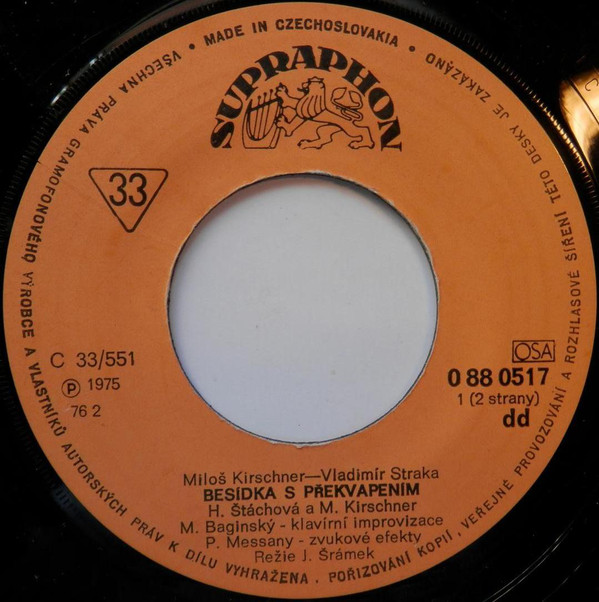 • MADE IN CZECHOSLOVAKIA •
VŠECHNA PRÁVA GRAMOFONOVÉHO VÝROBCE A VLASTNÍKŮ AUTORSKÝCH PRÁV K DÍLU VYHRAŽENA. POŘIZOVÁNÍ KOPIÍ, VEŘEJNÉ PROVOZOVÁNÍ A ROZHLASOVÉ ŠÍŘENÍ TÉTO DESKY JE ZAKÁZÁNO
SUPRAPHON
33
C 33/551
Ⓟ 1975
76 2
OSA
0 88 0517
1 (2 strany)
dd
Miloš Kirschner—Vladimír Straka
BESÍDKA S PŘEKVAPENÍM
H. Štáchová a M. Kirschner
M. Baginský - klavírní improvizace
P. Messany - zvukové efekty
Režie J. Šrámek